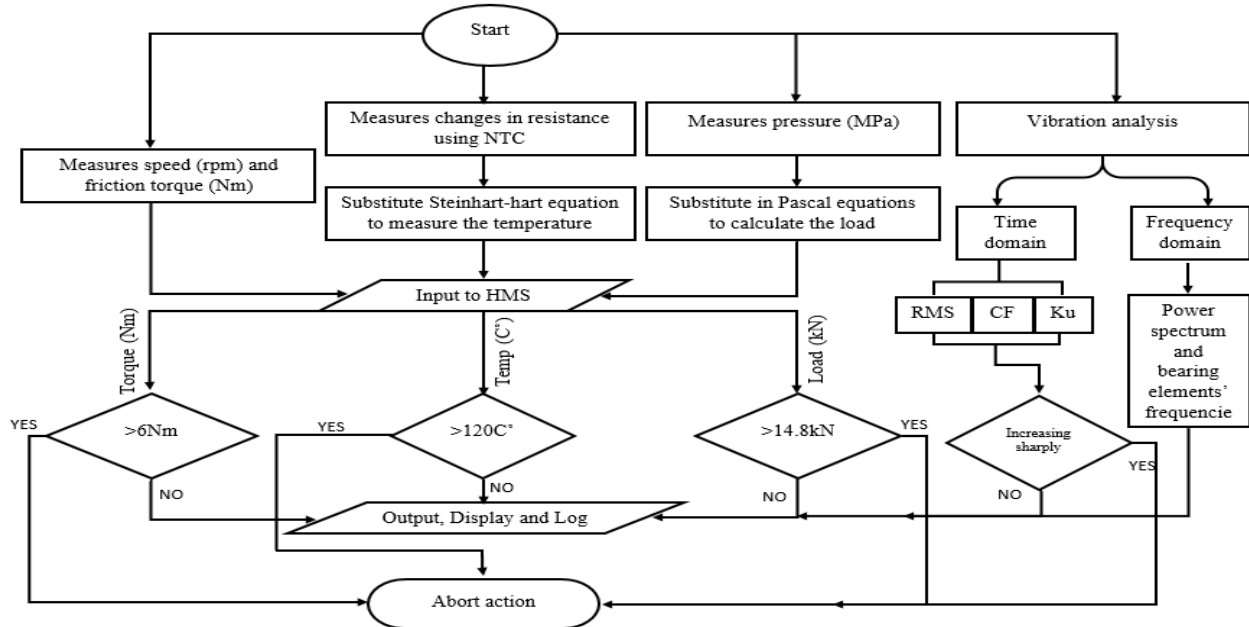 Start
Measures speed (rpm) and
friction torque (Nm)
Measures changes in resistance
using NTC
Measures pressure (MPa)
Vibration analysis
Substitute Steinhart-hart equation
to measure the temperature
Substitute in Pascal equations
to calculate the load
Time
domain
Frequency
domain
Input to HMS
RMS
CF
Ku
Power
spectrum
and
bearing
elements’
frequencie
Torque (Nm)
Temp (C˚)
Load (kN)
YES
>6Nm
NO
YES
>120C˚
NO
>14.8kN
YES
NO
Increasing
sharply
YES
NO
Output, Display and Log
Abort action